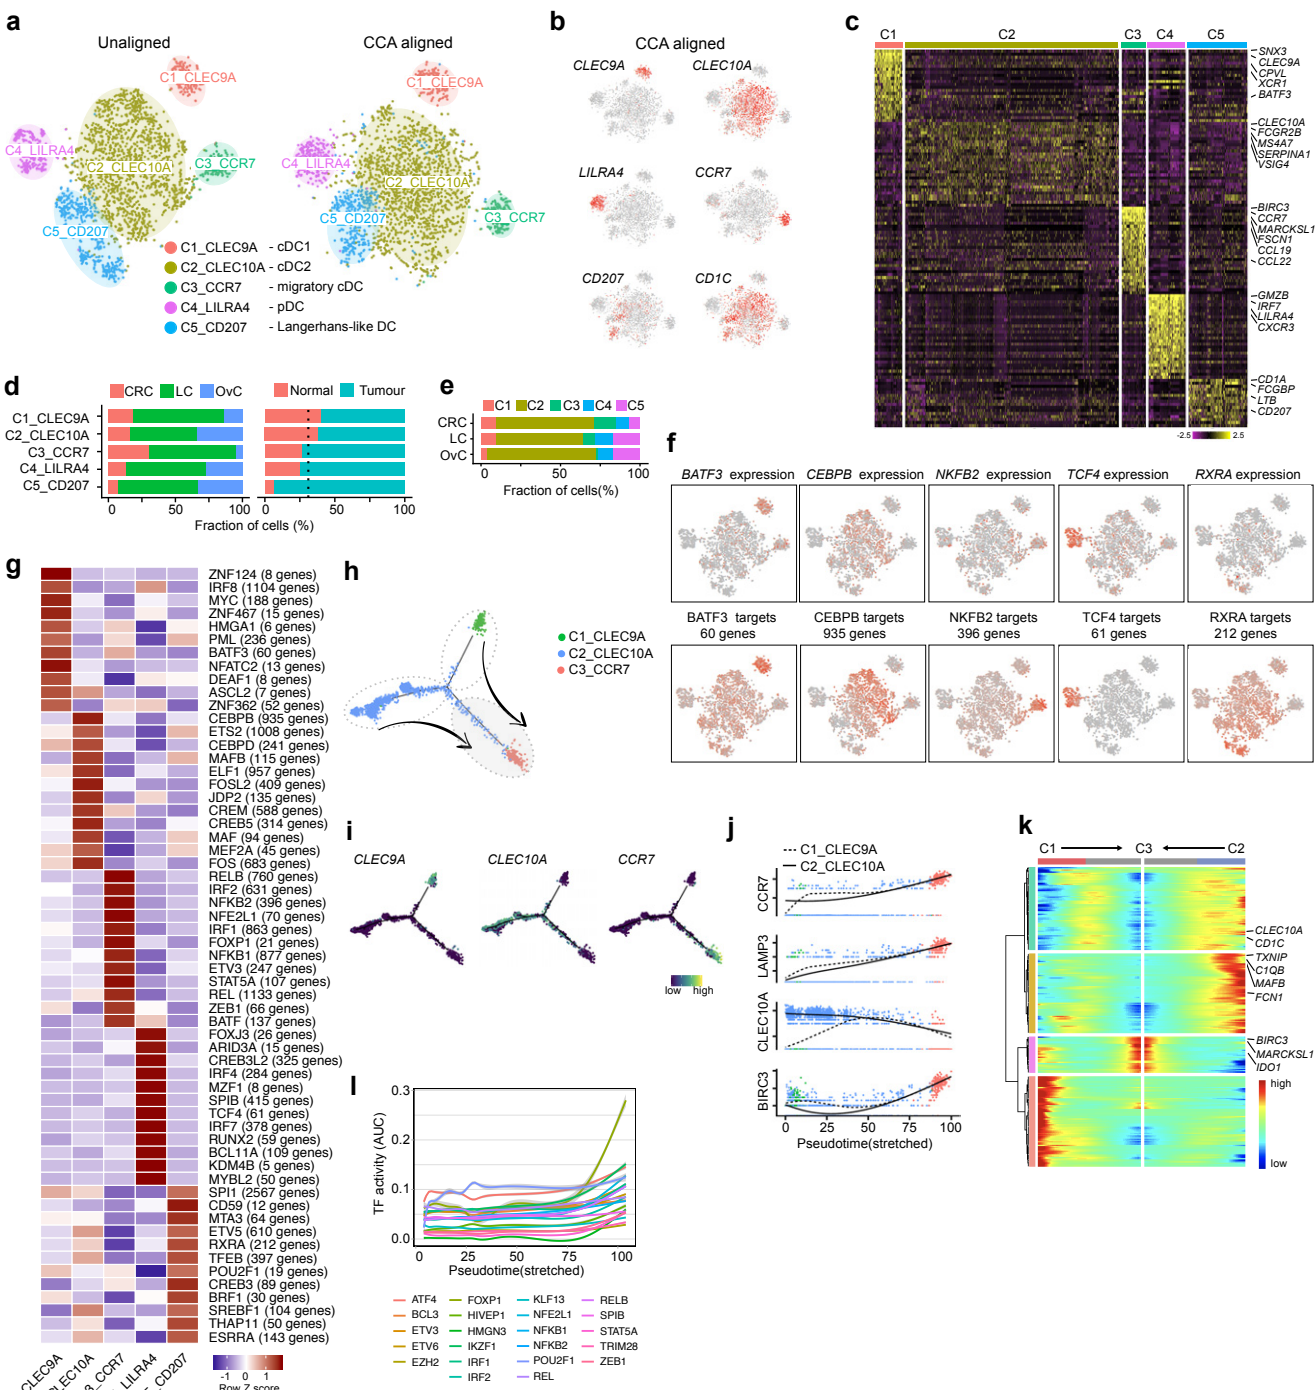 a
Unaligned
CCA aligned
C1_CLEC9A
C4_LILRA4
C2_CLEC10A
C3_CCR7
C5_CD207
C1_CLEC9A
C4_LILRA4
C2_CLEC10A
C5_CD207
C3_CCR7
C1_CLEC9A - cDC1
C2_CLEC10A - cDC2
C3_CCR7 - migratory cDC
C4_LILRA4 - pDC
C5_CD207 - Langerhans-like DC
b
CCA aligned
CLEC9A CLEC10A
LILRA4 CCR7
CD207 CD1C
c
C1 C2 C3 C4 C5
SNX3
CLEC9A
CPVL
XCR1
BATF3
CLEC10A
FCGR2B
MS4A7
SERPINA1
VSIG4
BIRC3
CCR7
MARCKSL1
FSCN1
CCL19
CCL22
GMZB
IRF7
LILRA4
CXCR3
CD1A
FCGBP
LTB
CD207
-2.5 2.5
d
CRC LC OvC
Normal Tumour
C1_CLEC9A
C2_CLEC10A
C3_CCR7
C4_LILRA4
C5_CD207
0 50 100 0 50 100
Fraction of cells (%)
e
C1 C2 C3 C4 C5
CRC
LC
OvC
0 50 100
Fraction of cells(%)
f
BATF3 expression CEBPB expression NKFB2 expression TCF4 expression RXRA expression
BATF3 targets CEBPB targets NKFB2 targets TCF4 targets RXRA targets
60 genes 935 genes 396 genes 61 genes 212 genes
g
ZNF124 (8 genes)
IRF8 (1104 genes)
MYC (188 genes)
ZNF467 (15 genes)
HMGA1 (6 genes)
PML (236 genes)
BATF3 (60 genes)
NFATC2 (13 genes)
DEAF1 (8 genes)
ASCL2 (7 genes)
ZNF362 (52 genes)
CEBPB (935 genes)
ETS2 (1008 genes)
CEBPD (241 genes)
MAFB (115 genes)
ELF1 (957 genes)
FOSL2 (409 genes)
JDP2 (135 genes)
CREM (588 genes)
CREB5 (314 genes)
MAF (94 genes)
MEF2A (45 genes)
FOS (683 genes)
RELB (760 genes)
IRF2 (631 genes)
NFKB2 (396 genes)
NFE2L1 (70 genes)
IRF1 (863 genes)
FOXP1 (21 genes)
NFKB1 (877 genes)
ETV3 (247 genes)
STAT5A (107 genes)
REL (1133 genes)
ZEB1 (66 genes)
BATF (137 genes)
FOXJ3 (26 genes)
ARID3A (15 genes)
CREB3L2 (325 genes)
IRF4 (284 genes)
MZF1 (8 genes)
SPIB (415 genes)
TCF4 (61 genes)
IRF7 (378 genes)
RUNX2 (59 genes)
BCL11A (109 genes)
KDM4B (5 genes)
MYBL2 (50 genes)
SPI1 (2567 genes)
CD59 (12 genes)
MTA3 (64 genes)
ETV5 (610 genes)
RXRA (212 genes)
TFEB (397 genes)
POU2F1 (19 genes)
CREB3 (89 genes)
BRF1 (30 genes)
SREBF1 (104 genes)
THAP11 (50 genes)
ESRRA (143 genes)
-1 0 1
Row Z score
h
C1_CLEC9A
C2_CLEC10A
C3_CCR7
i
CLEC9A CLEC10A CCR7
low high
j
C1_CLEC9A
C2_CLEC10A
CCR7
LAMP3
CLEC10A
BIRC3
0 25 50 75 100
Pseudotime(stretched)
k
C1 C3 C2
CLEC10A
CD1C
TXNIP
C1QB
MAFB
FCN1
BIRC3
MARCKSL1
IDO1
high
low
l
TF activity (AUC)
0.3
0.2
0.1
0.0
0 25 50 75 100
Pseudotime(stretched)
ATF4 FOXP1 KLF13 RELB
BCL3 HIVEP1 NFE2L1 SPIB
ETV3 HMGN3 NFKB1 STAT5A
ETV6 IKZF1 NFKB2 TRIM28
EZH2 IRF1 POU2F1 ZEB1
IRF2 REL